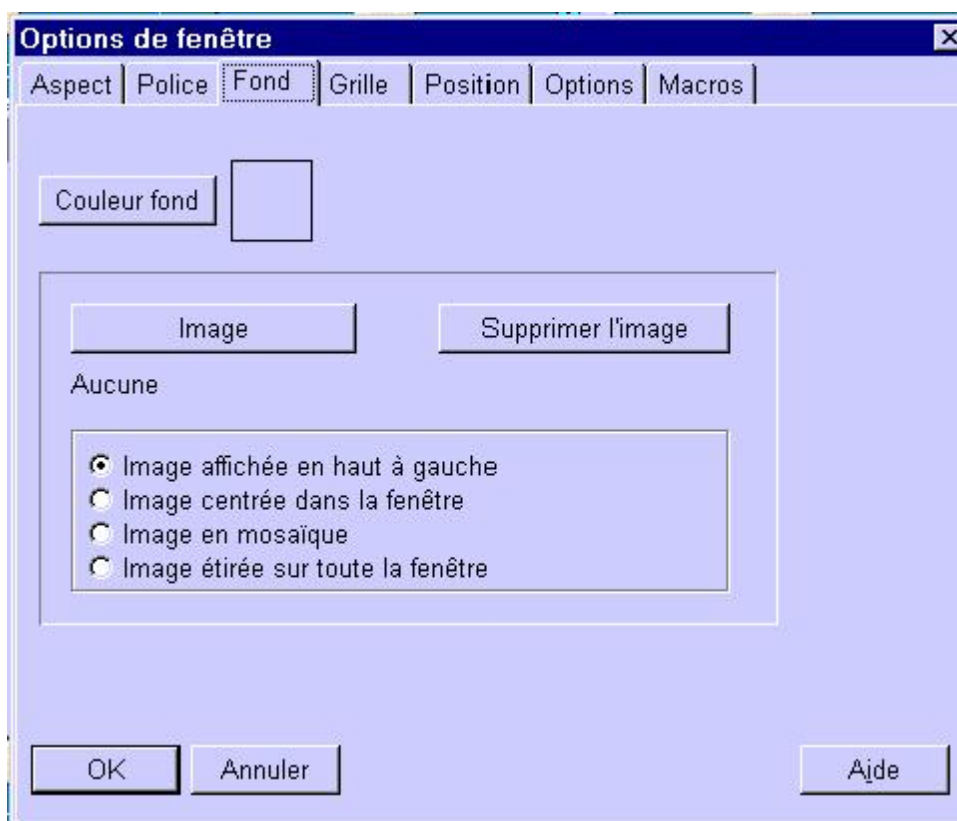 Options de fenêtre
Aspect Police Fond Grille Position Options Macros
Couleur fond
Image Supprimer l'image
Aucune
Image affichée en haut à gauche
Image centrée dans la fenêtre
Image en mosaïque
Image étirée sur toute la fenêtre
OK Annuler Aide